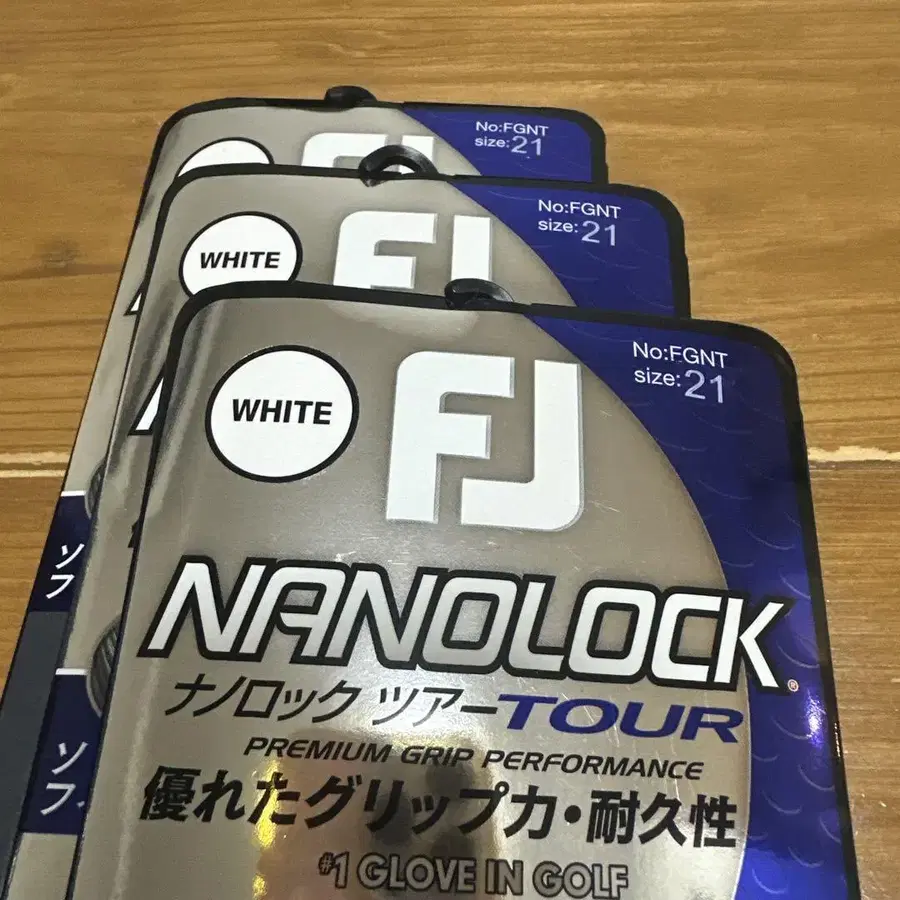 No:FGNT
size:21
No:FGNT
size:21
WHITE
FJ
No:FGNT
size:21
WHITE
FJ
NANOLOCK®
ナノロック ツアーTOUR
PREMIUM GRIP PERFORMANCE
優れたグリップ力・耐久性
#1 GLOVE IN GOLF
ソフ
ソフ